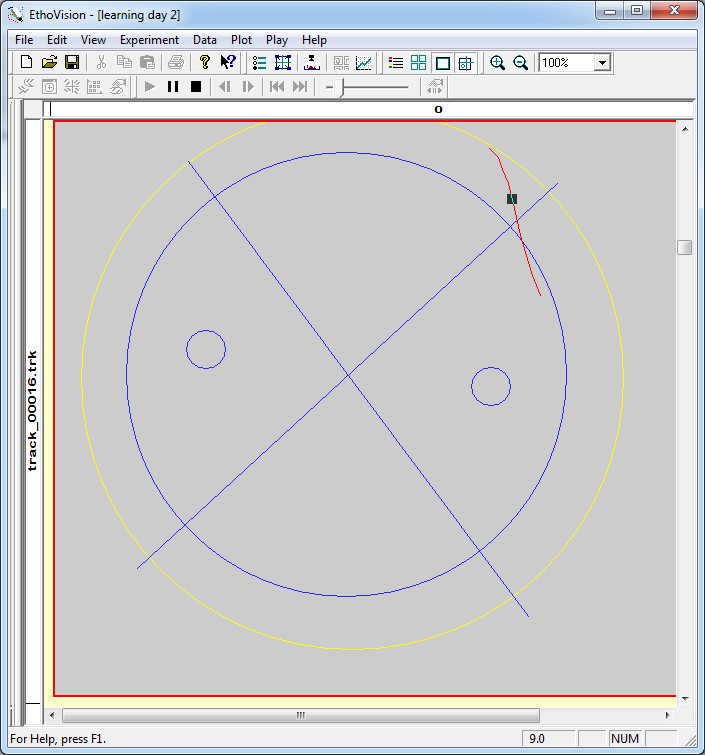 EthoVision - [learning day 2]
File Edit View Experiment Data Plot Play Help
100%
o
track_00016.trk
For Help, press F1.
9.0
NUM